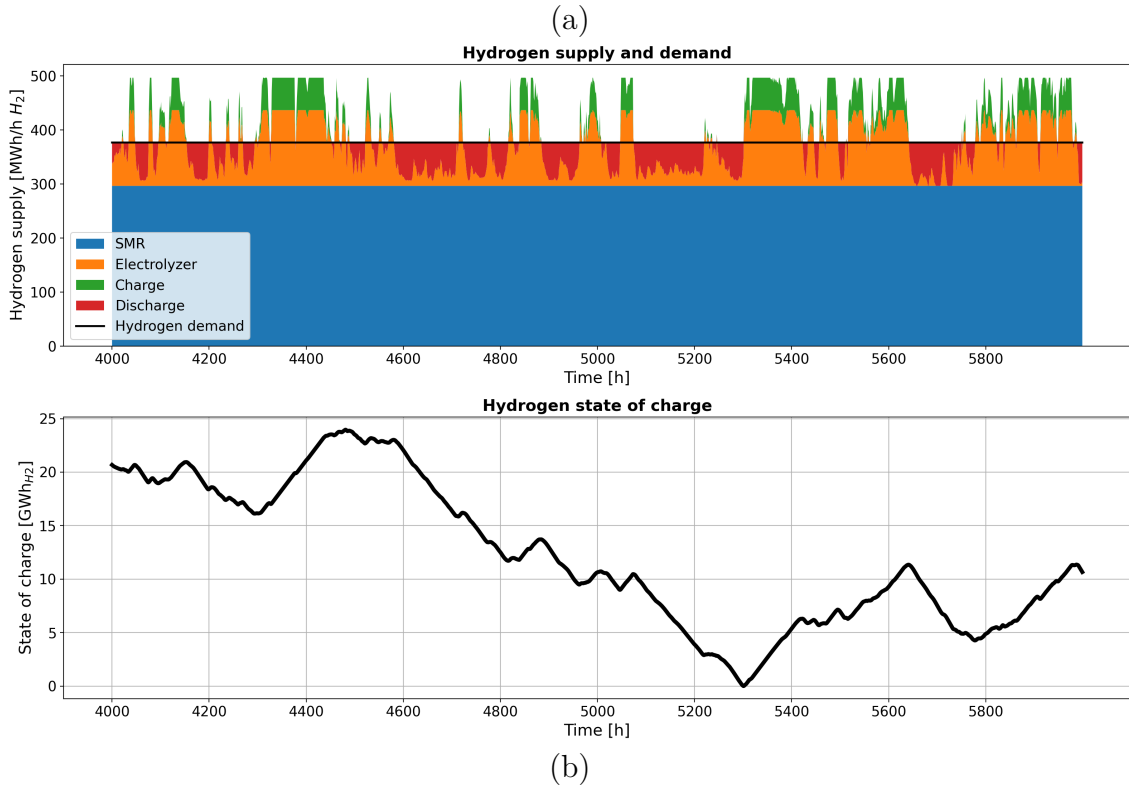 (a)
Hydrogen supply and demand
Hydrogen supply [MWh/h H₂]
500
400
300
200
100
0
SMR
Electrolyzer
Charge
Discharge
Hydrogen demand
4000 4200 4400 4600 4800 5000 5200 5400 5600 5800
Time [h]
Hydrogen state of charge
State of charge [GWh_{H2}]
25
20
15
10
5
0
4000 4200 4400 4600 4800 5000 5200 5400 5600 5800
Time [h]
(b)